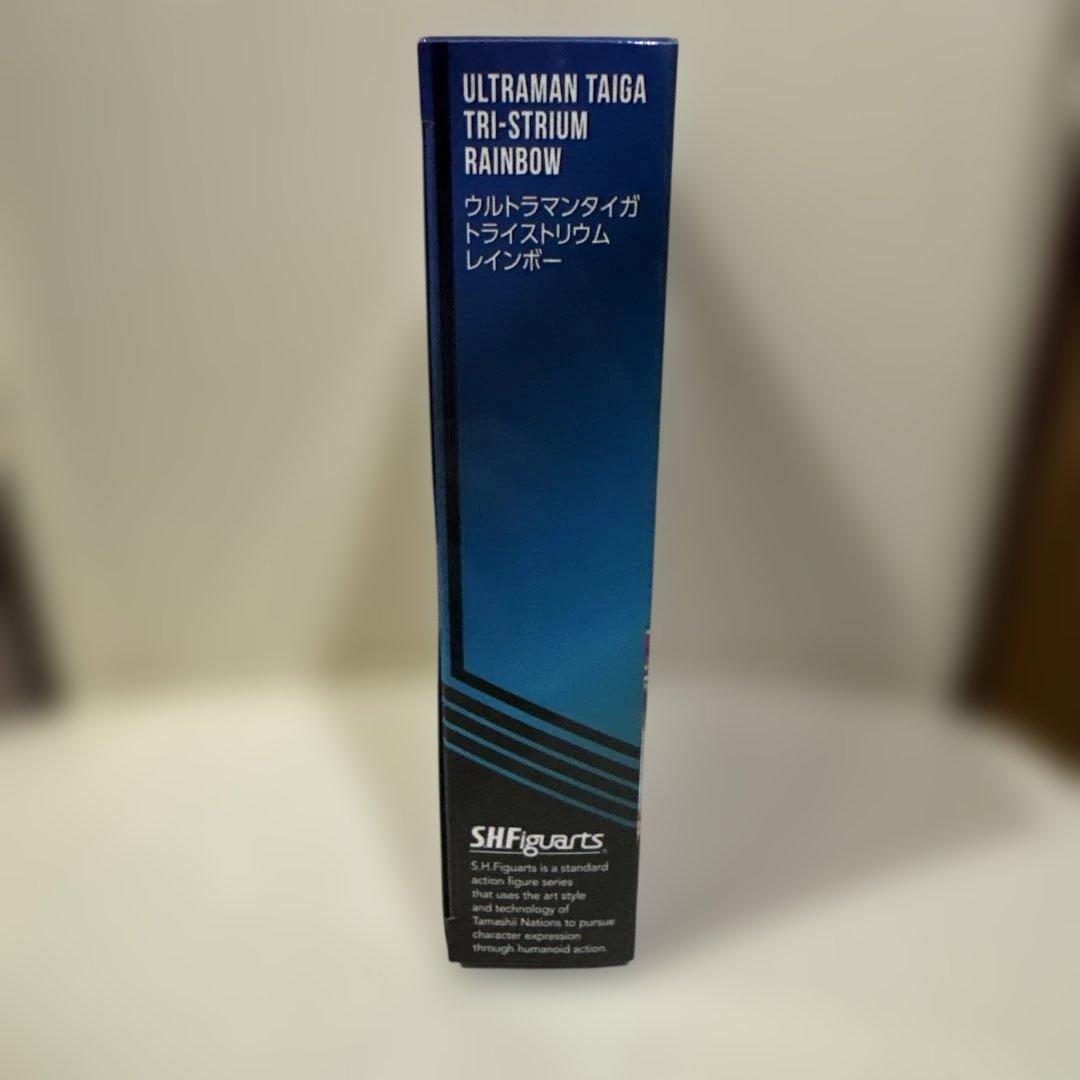 ULTRAMAN TAIGA
TRI-STRIUM
RAINBOW
ウルトラマンタイガ
トライストリウム
レインボー
S.H.Figuarts
S.H.Figuarts is a standard
action figure series
that uses the art style
and technology of
Tamashii Nations to pursue
character expression
through humanoid action.